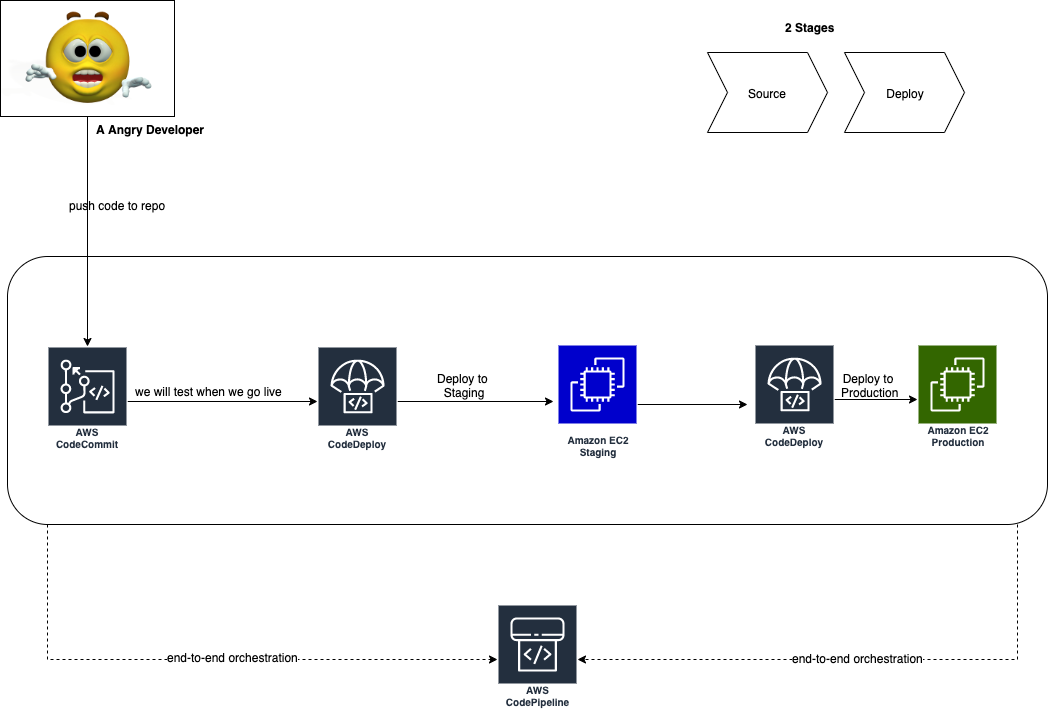 2 Stages
Source
Deploy
A Angry Developer
push code to repo
we will test when we go live
Deploy to
Staging
Deploy to
Production
AWS
CodeCommit
AWS
CodeDeploy
Amazon EC2
Staging
AWS
CodeDeploy
Amazon EC2
Production
end-to-end orchestration
end-to-end orchestration
AWS
CodePipeline